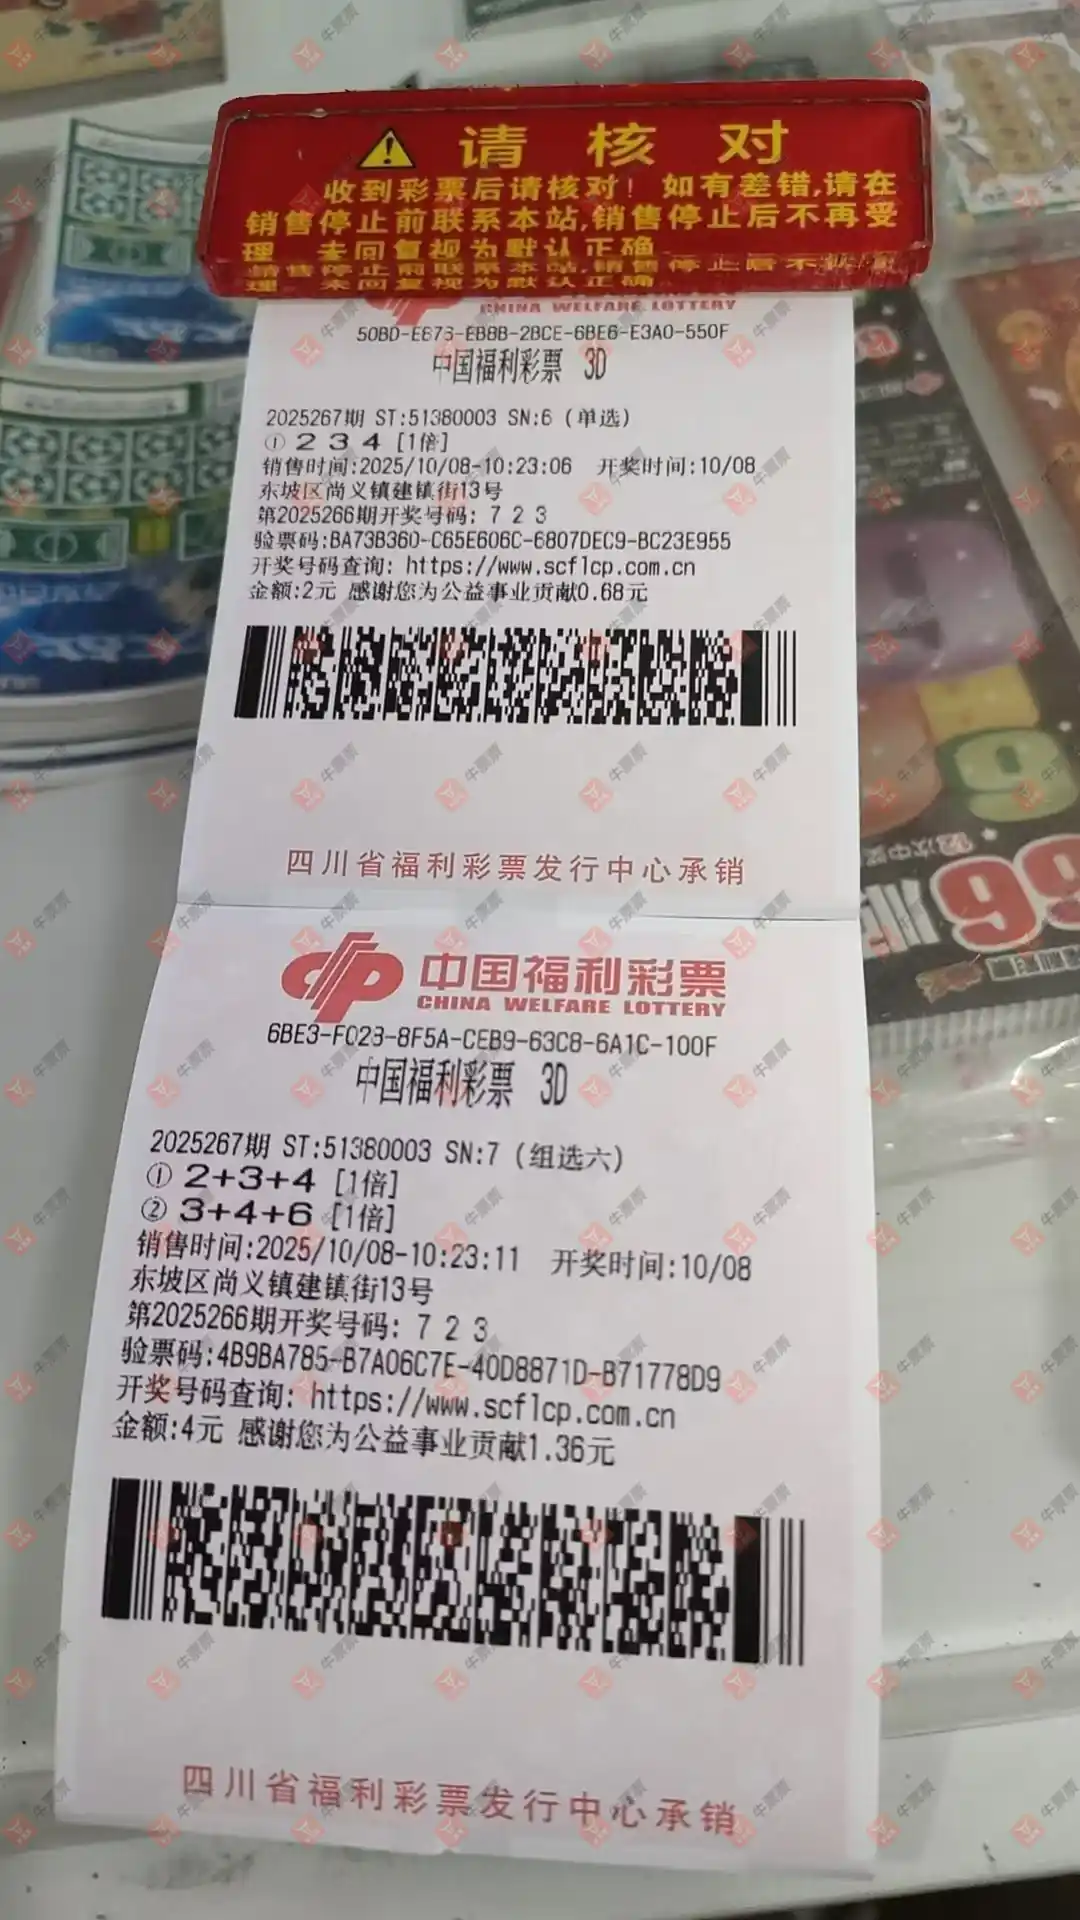 请核对
收到彩票后请核对！如有差错,请在
销售停止前联系本站,销售停止后不再受
理 未回复视为默认正确
CHINA WELFARE LOTTERY
50BD-E873-EB8B-2BCE-6BE6-E3A0-550F
中国福利彩票 3D
2025267期 ST:51380003 SN:6 (单选)
① 2 3 4 [1倍]
销售时间:2025/10/08-10:23:06 开奖时间:10/08
东坡区尚义镇建镇街13号
第2025266期开奖号码: 7 2 3
验票码:BA73B360-C65E606C-6807DEC9-BC23E955
开奖号码查询: https://www.scflcp.com.cn
金额:2元 感谢您为公益事业贡献0.68元
四川省福利彩票发行中心承销
中国福利彩票
CHINA WELFARE LOTTERY
6BE3-F023-8F5A-CEB9-63C8-6A1C-100F
中国福利彩票 3D
2025267期 ST:51380003 SN:7 (组选六)
① 2+3+4 [1倍]
② 3+4+6 [1倍]
销售时间:2025/10/08-10:23:11 开奖时间:10/08
东坡区尚义镇建镇街13号
第2025266期开奖号码: 7 2 3
验票码:4B9BA785-B7A06C7E-40D8871D-B71778D9
开奖号码查询: https://www.scflcp.com.cn
金额:4元 感谢您为公益事业贡献1.36元
四川省福利彩票发行中心承销
牛票票